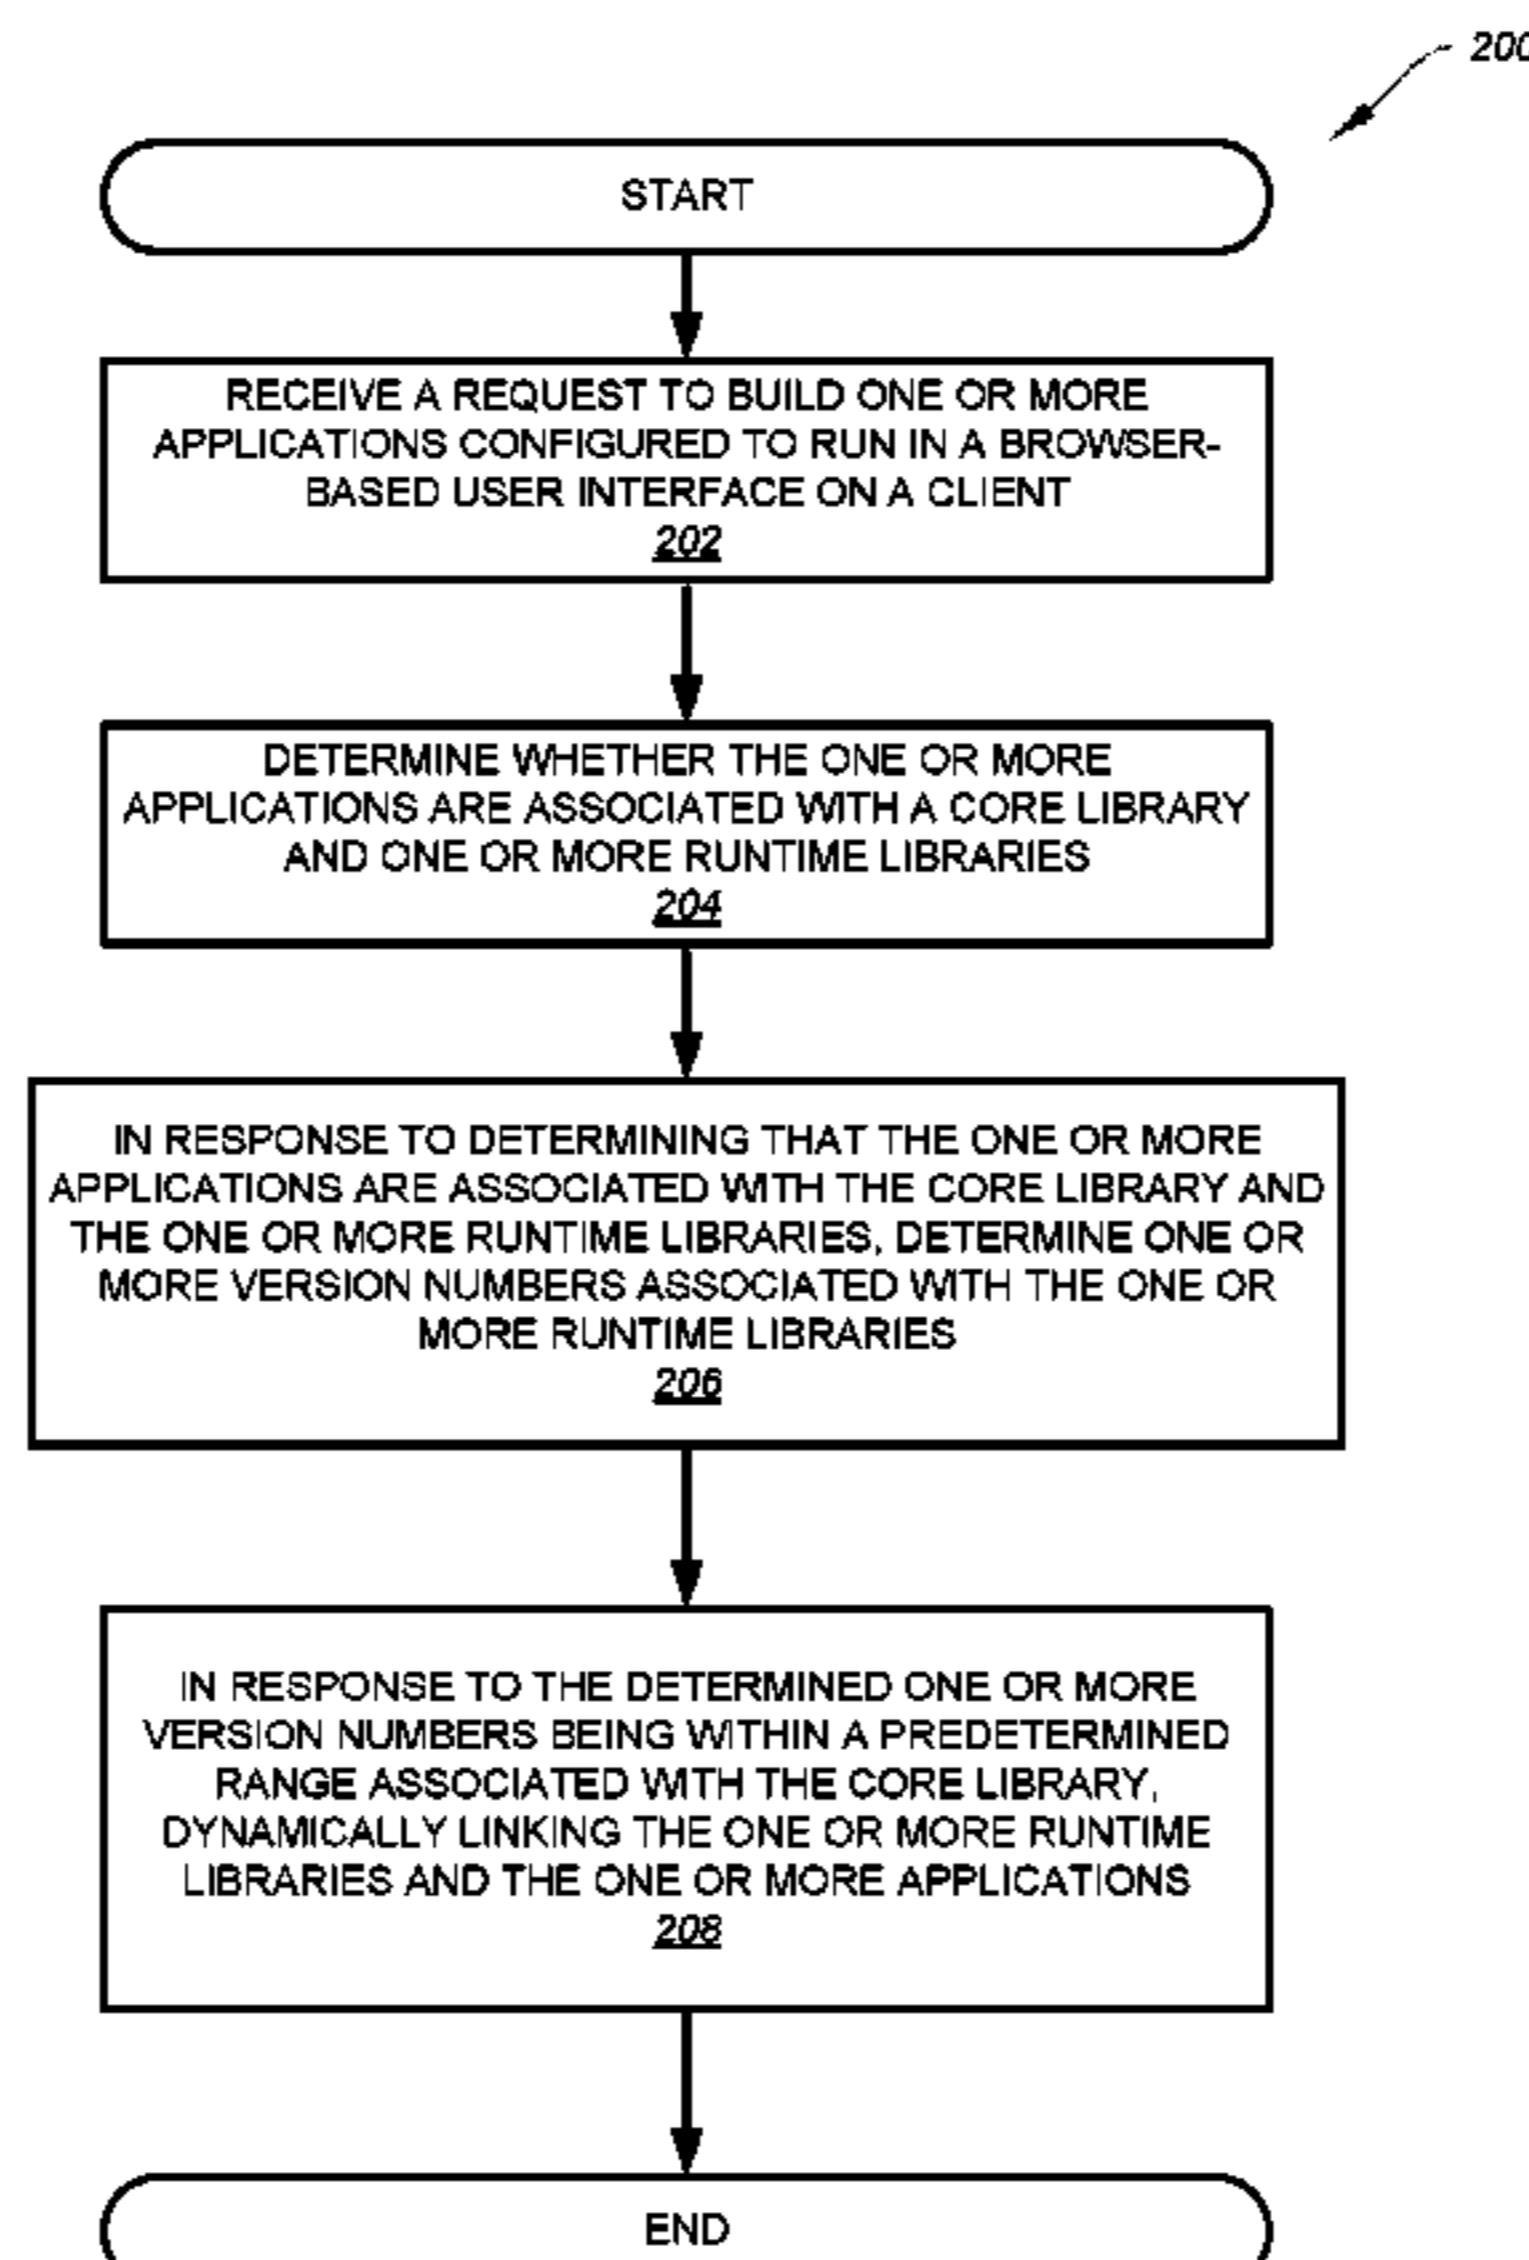 200
START
RECEIVE A REQUEST TO BUILD ONE OR MORE
APPLICATIONS CONFIGURED TO RUN IN A BROWSER-
BASED USER INTERFACE ON A CLIENT
202
DETERMINE WHETHER THE ONE OR MORE
APPLICATIONS ARE ASSOCIATED WITH A CORE LIBRARY
AND ONE OR MORE RUNTIME LIBRARIES
204
IN RESPONSE TO DETERMINING THAT THE ONE OR MORE
APPLICATIONS ARE ASSOCIATED WITH THE CORE LIBRARY AND
THE ONE OR MORE RUNTIME LIBRARIES, DETERMINE ONE OR
MORE VERSION NUMBERS ASSOCIATED WITH THE ONE OR
MORE RUNTIME LIBRARIES
206
IN RESPONSE TO THE DETERMINED ONE OR MORE
VERSION NUMBERS BEING WITHIN A PREDETERMINED
RANGE ASSOCIATED WITH THE CORE LIBRARY,
DYNAMICALLY LINKING THE ONE OR MORE RUNTIME
LIBRARIES AND THE ONE OR MORE APPLICATIONS
208
END